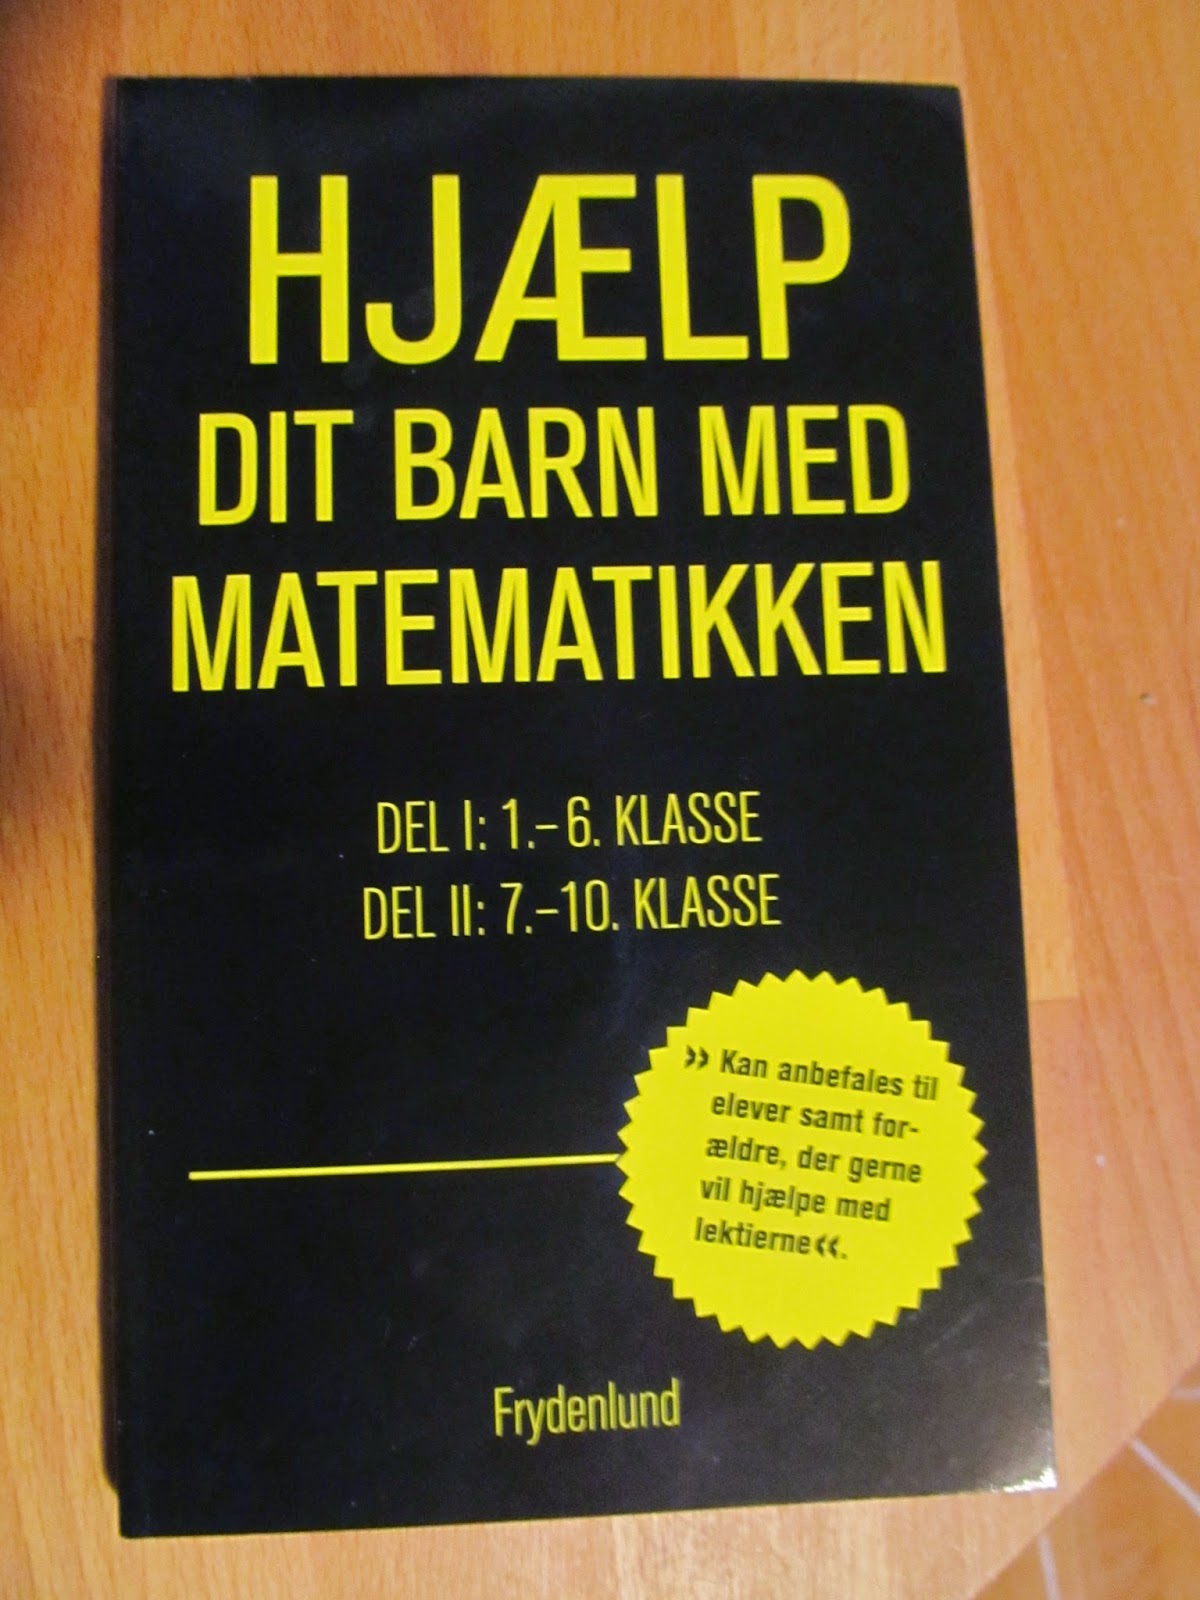 HJÆLP
DIT BARN MED
MATEMATIKKEN
DEL I: 1.–6. KLASSE
DEL II: 7.–10. KLASSE
»Kan anbefales til
elever samt for-
ældre, der gerne
vil hjælpe med
lektierne«.
Frydenlund